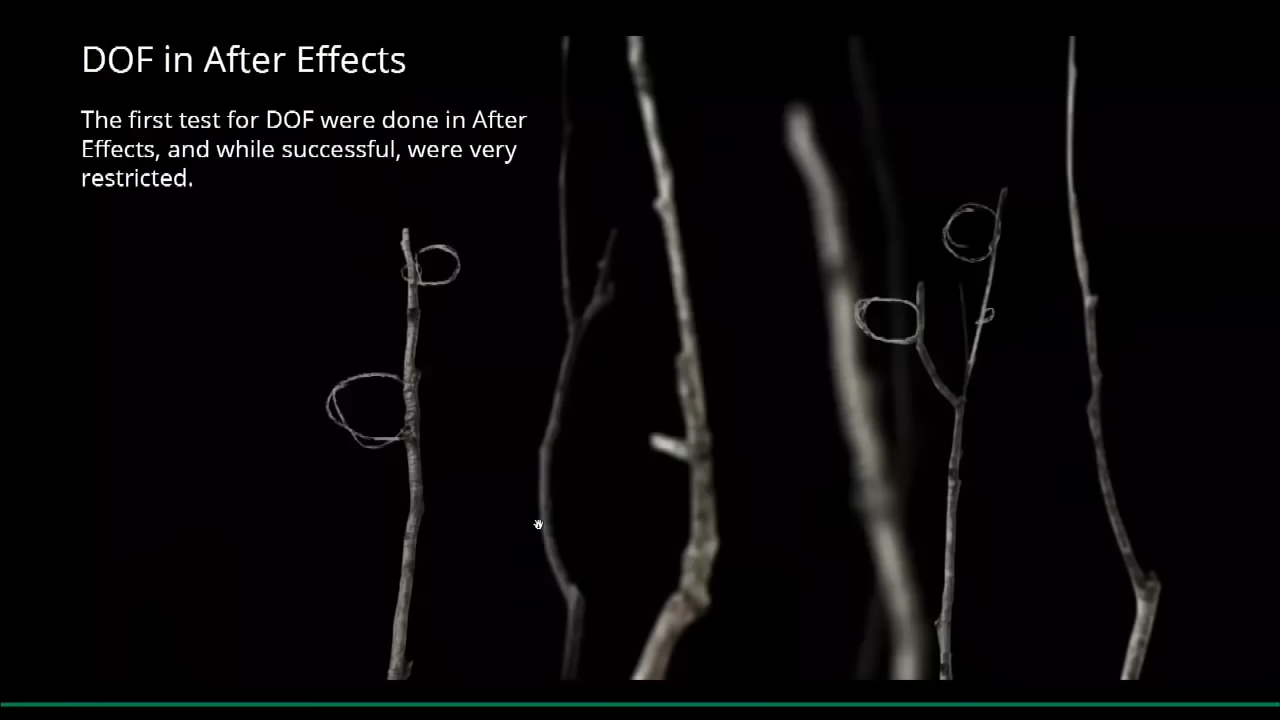 DOF in After Effects
The first test for DOF were done in After
Effects, and while successful, were very
restricted.